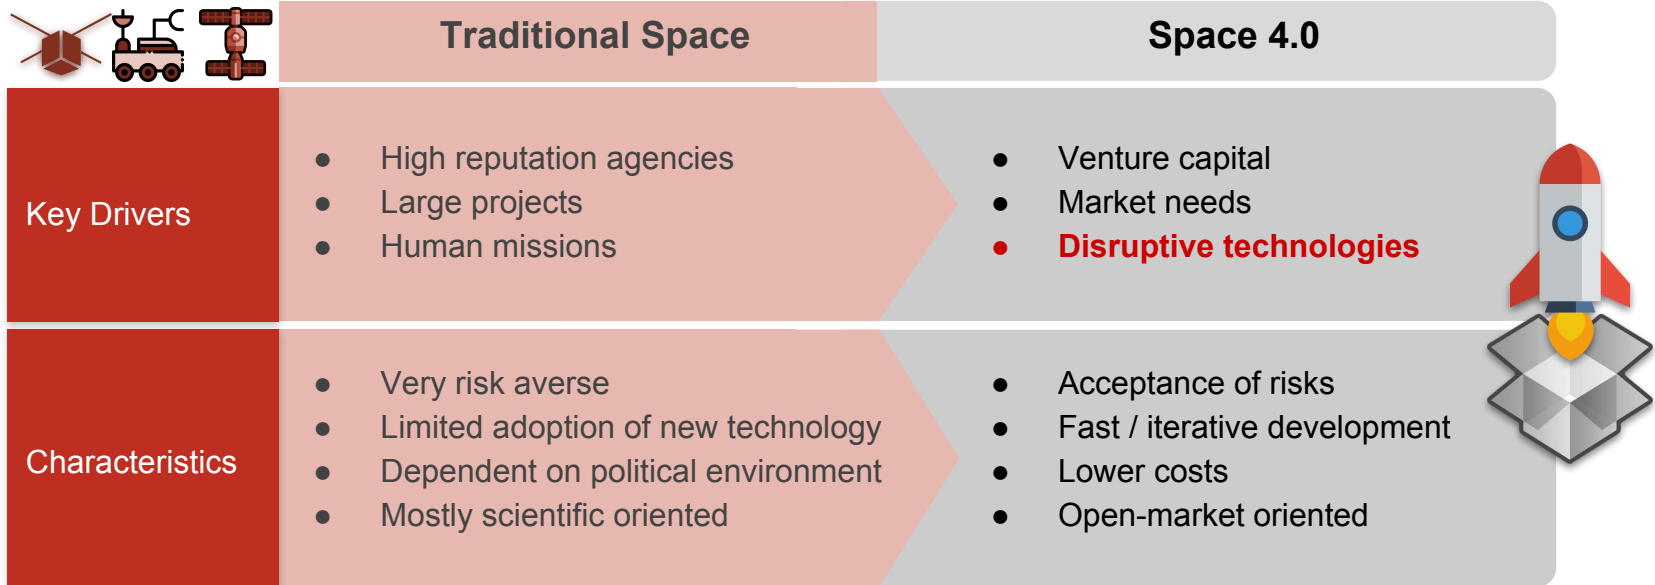 Traditional Space
Space 4.0
Key Drivers
● High reputation agencies
● Large projects
● Human missions
● Venture capital
● Market needs
● Disruptive technologies
Characteristics
● Very risk averse
● Limited adoption of new technology
● Dependent on political environment
● Mostly scientific oriented
● Acceptance of risks
● Fast / iterative development
● Lower costs
● Open-market oriented